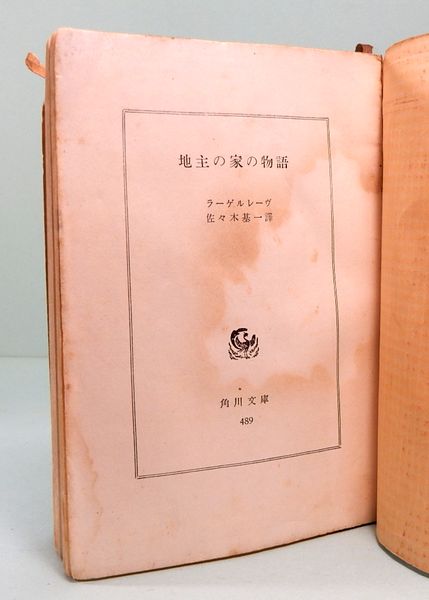 地主の家の物語
ラーゲルレーヴ
佐々木基一譯
角川文庫
489